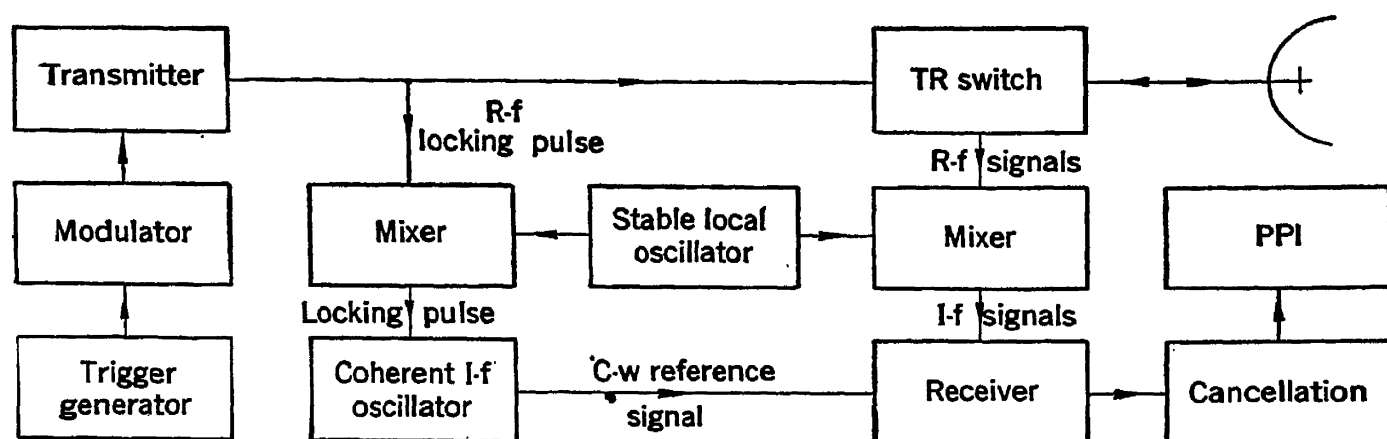 Transmitter
TR switch
R-f
locking pulse
R-f signals
Modulator
Mixer
Stable local
oscillator
Mixer
PPI
Locking pulse
I-f signals
Trigger
generator
Coherent I-f
oscillator
C-w reference
signal
Receiver
Cancellation